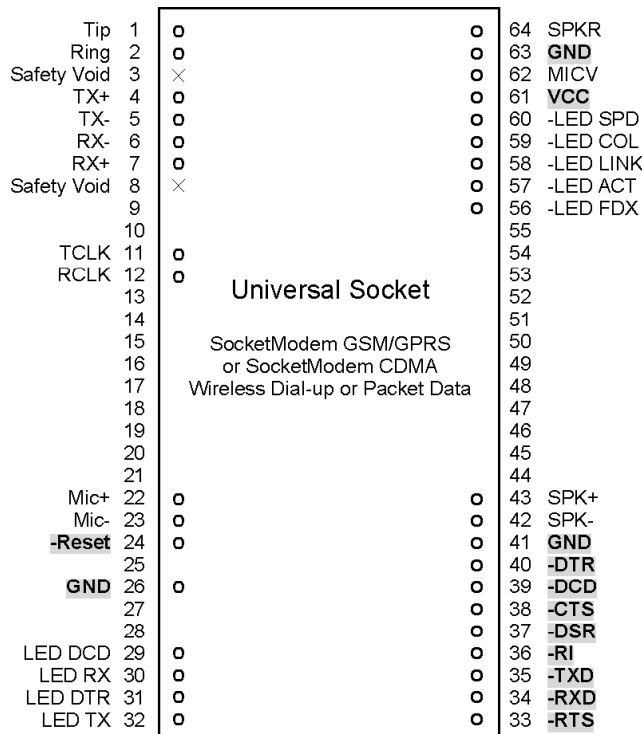 Tip 1 64 SPKR
Ring 2 63 GND
Safety Void 3 62 MICV
TX+ 4 61 VCC
TX- 5 60 -LED SPD
RX- 6 59 -LED COL
RX+ 7 58 -LED LINK
Safety Void 8 57 -LED ACT
9 56 -LED FDX
10 55
TCLK 11 54
RCLK 12 53
Universal Socket
13 52
14 51
15 50
SocketModem GSM/GPRS
16 49
or SocketModem CDMA
17 48
Wireless Dial-up or Packet Data
18 47
19 46
20 45
21 44
Mic+ 22 43 SPK+
Mic- 23 42 SPK-
-Reset 24 41 GND
25 40 -DTR
GND 26 39 -DCD
27 38 -CTS
28 37 -DSR
LED DCD 29 36 -RI
LED RX 30 35 -TXD
LED DTR 31 34 -RXD
LED TX 32 33 -RTS